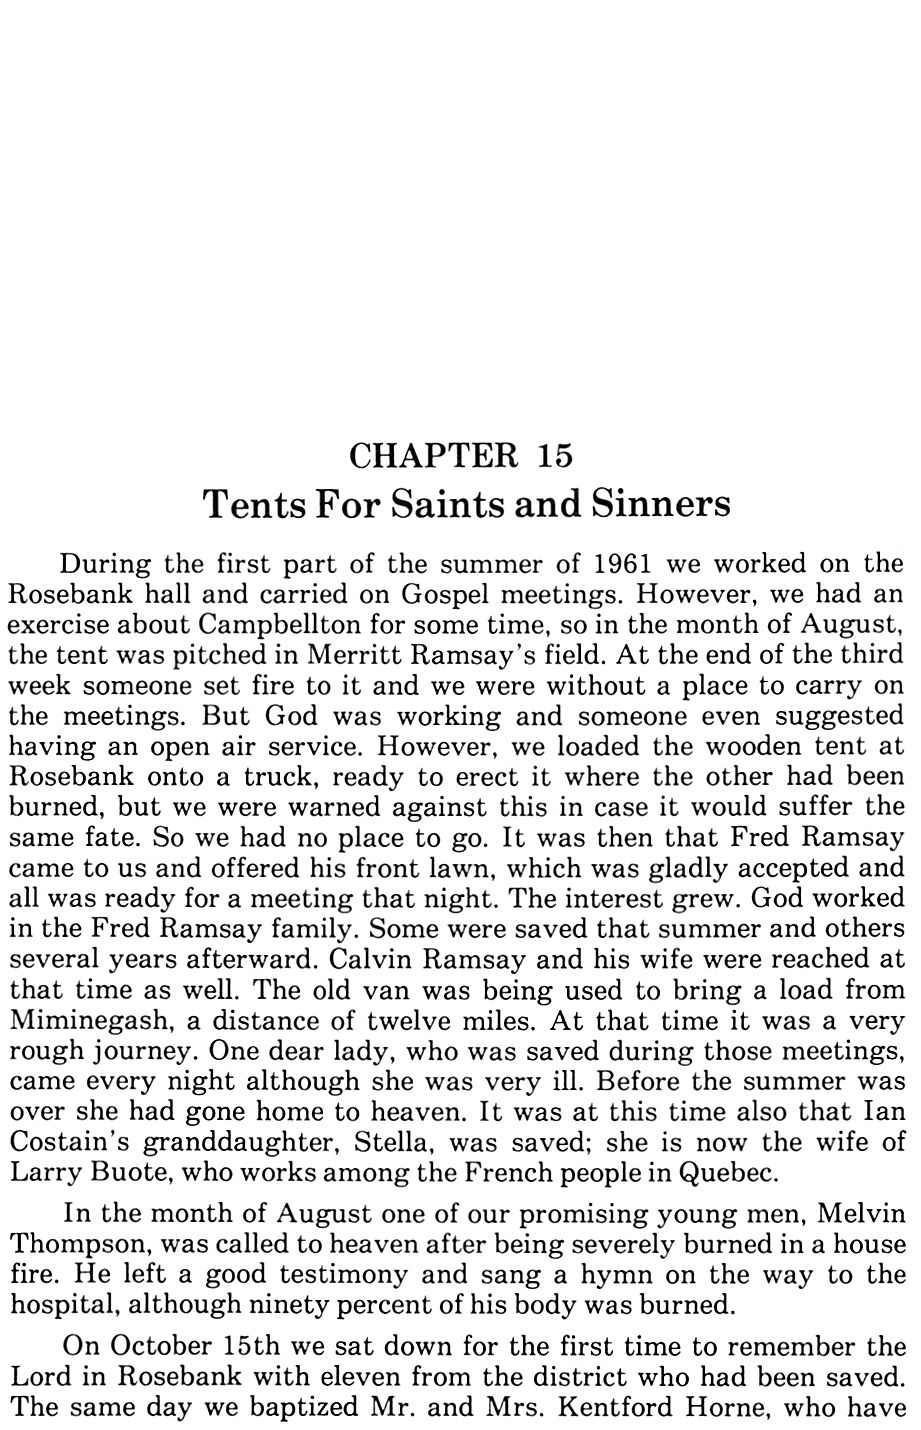 CHAPTER 15
Tents For Saints and Sinners
During the first part of the summer of 1961 we worked on the
Rosebank hall and carried on Gospel meetings. However, we had an
exercise about Campbellton for some time, so in the month of August,
the tent was pitched in Merritt Ramsay's field. At the end of the third
week someone set fire to it and we were without a place to carry on
the meetings. But God was working and someone even suggested
having an open air service. However, we loaded the wooden tent at
Rosebank onto a truck, ready to erect it where the other had been
burned, but we were warned against this in case it would suffer the
same fate. So we had no place to go. It was then that Fred Ramsay
came to us and offered his front lawn, which was gladly accepted and
all was ready for a meeting that night. The interest grew. God worked
in the Fred Ramsay family. Some were saved that summer and others
several years afterward. Calvin Ramsay and his wife were reached at
that time as well. The old van was being used to bring a load from
Miminegash, a distance of twelve miles. At that time it was a very
rough journey. One dear lady, who was saved during those meetings,
came every night although she was very ill. Before the summer was
over she had gone home to heaven. It was at this time also that Ian
Costain's granddaughter, Stella, was saved; she is now the wife of
Larry Buote, who works among the French people in Quebec.
In the month of August one of our promising young men, Melvin
Thompson, was called to heaven after being severely burned in a house
fire. He left a good testimony and sang a hymn on the way to the
hospital, although ninety percent of his body was burned.
On October 15th we sat down for the first time to remember the
Lord in Rosebank with eleven from the district who had been saved.
The same day we baptized Mr. and Mrs. Kentford Horne, who have